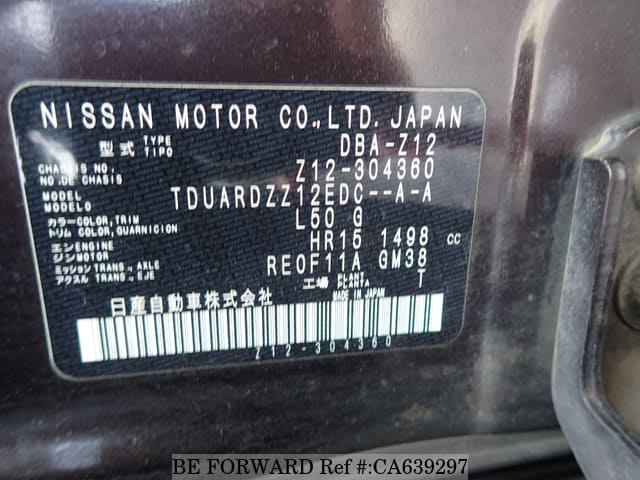 NISSAN MOTOR CO.,LTD. JAPAN
型式 TYPE TIPO DBA-Z12
CHASSIS NO. NO.DE CHASIS Z12-304360
MODEL MODELO TDUARDZZ12EDC--A-A
カラー COLOR, TRIM トリム COLOR, GUARNICION L50 G
エンジン ENGINE MOTOR HR15 1498 CC
ミッション TRANS., AXLE アクスル TRANS., EJE RE0F11A GM38
工場 PLANT PLANTA T
日産自動車株式会社 MADE IN JAPAN
Z12-304360
BE FORWARD Ref #:CA639297